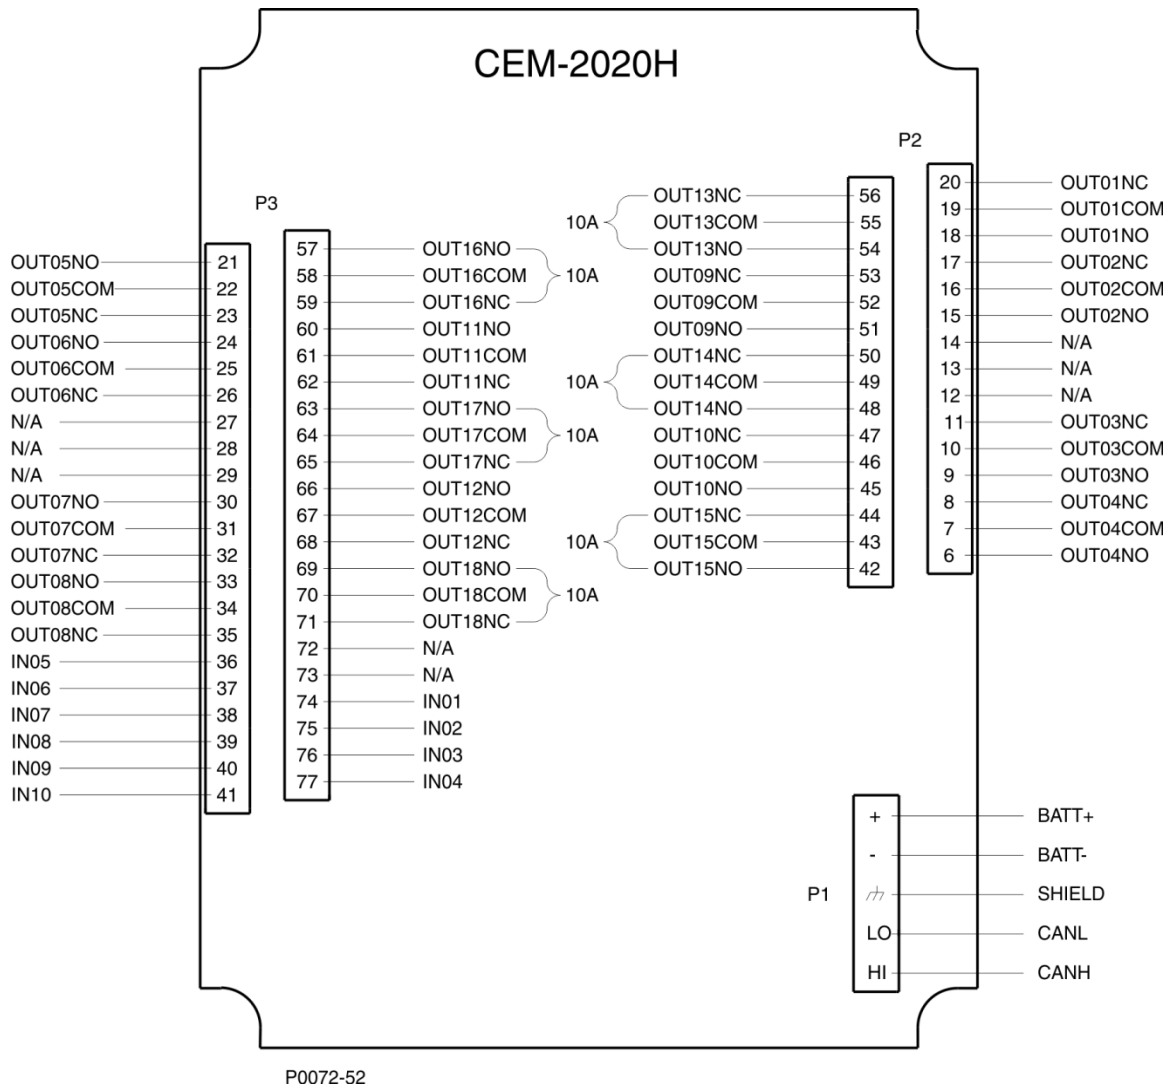 CEM-2020H
P2
P3
P1
OUT05NO 21
OUT05COM 22
OUT05NC 23
OUT06NO 24
OUT06COM 25
OUT06NC 26
N/A 27
N/A 28
N/A 29
OUT07NO 30
OUT07COM 31
OUT07NC 32
OUT08NO 33
OUT08COM 34
OUT08NC 35
IN05 36
IN06 37
IN07 38
IN08 39
IN09 40
IN10 41
57 OUT16NO
58 OUT16COM 10A
59 OUT16NC
60 OUT11NO
61 OUT11COM
62 OUT11NC
63 OUT17NO
64 OUT17COM 10A
65 OUT17NC
66 OUT12NO
67 OUT12COM
68 OUT12NC
69 OUT18NO
70 OUT18COM 10A
71 OUT18NC
72 N/A
73 N/A
74 IN01
75 IN02
76 IN03
77 IN04
OUT13NC 56
10A OUT13COM 55
OUT13NO 54
OUT09NC 53
OUT09COM 52
OUT09NO 51
OUT14NC 50
10A OUT14COM 49
OUT14NO 48
OUT10NC 47
OUT10COM 46
OUT10NO 45
OUT15NC 44
10A OUT15COM 43
OUT15NO 42
20 OUT01NC
19 OUT01COM
18 OUT01NO
17 OUT02NC
16 OUT02COM
15 OUT02NO
14 N/A
13 N/A
12 N/A
11 OUT03NC
10 OUT03COM
9 OUT03NO
8 OUT04NC
7 OUT04COM
6 OUT04NO
+ BATT+
- BATT-
SHIELD
LO CANL
HI CANH
P0072-52